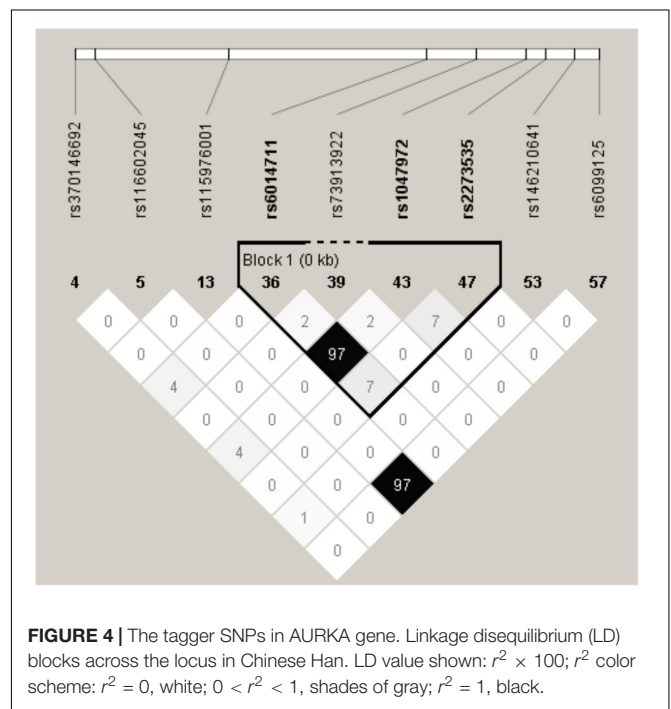 rs370146692
rs116602045
rs115976001
rs6014711
rs73913922
rs1047972
rs2273535
rs146210641
rs6099125
Block 1 (0 kb)
4 5 13 36 39 43 47 53 57
0 0 0 2 2 7 0 0
0 0 0 97 0 0 0
4 0 0 7 0 0
0 0 0 0 0
4 0 0 0
0 0 97
1 0
0
FIGURE 4 | The tagger SNPs in AURKA gene. Linkage disequilibrium (LD)
blocks across the locus in Chinese Han. LD value shown: r² × 100; r² color
scheme: r² = 0, white; 0 < r² < 1, shades of gray; r² = 1, black.